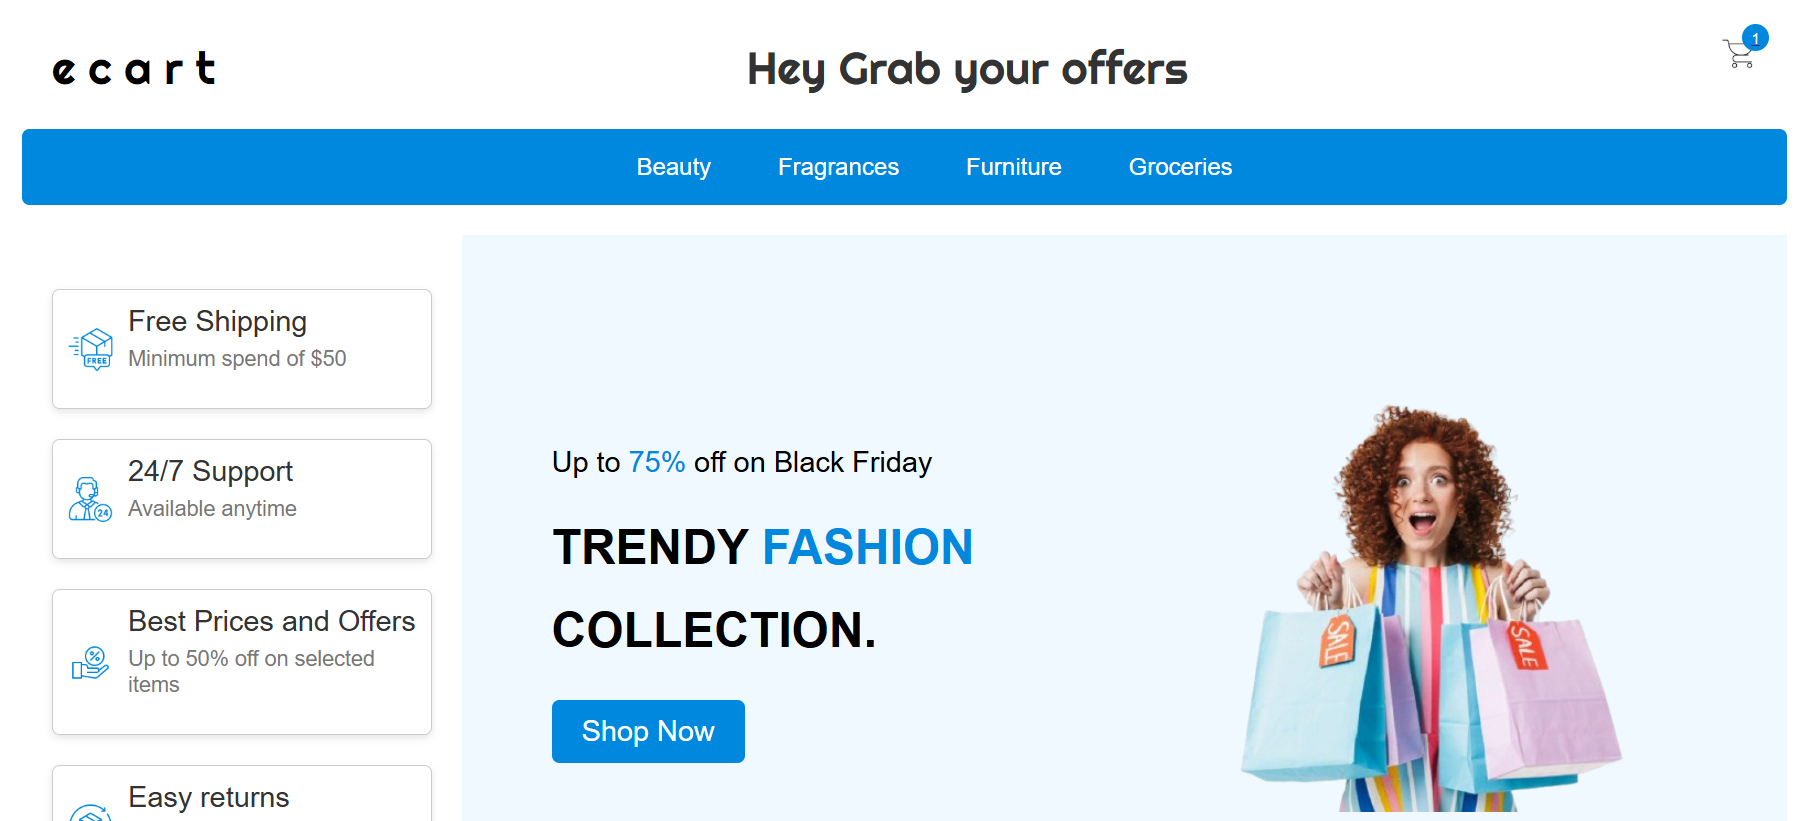 ecart
Hey Grab your offers
1
Beauty
Fragrances
Furniture
Groceries
Free Shipping
Minimum spend of $50
FREE
24/7 Support
Available anytime
24
Best Prices and Offers
Up to 50% off on selected
items
%
Easy returns
Up to 75% off on Black Friday
TRENDY FASHION
COLLECTION.
Shop Now
SALE
SALE